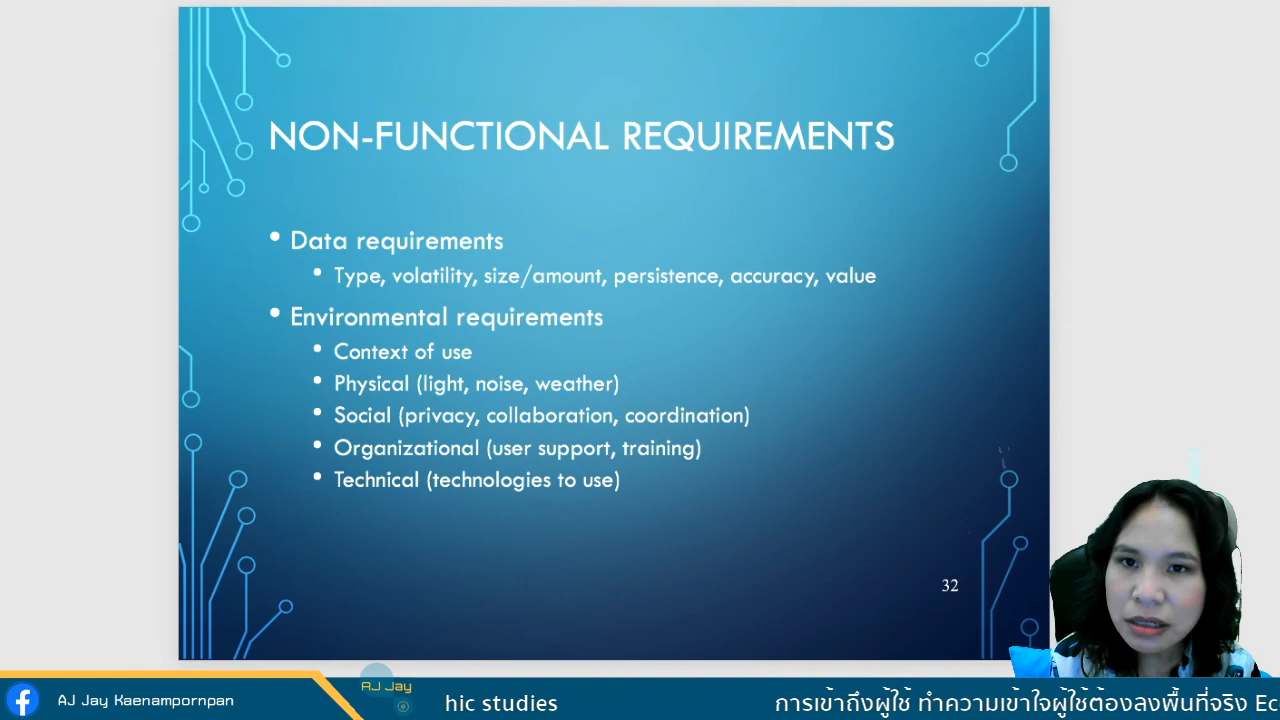 NON-FUNCTIONAL REQUIREMENTS
• Data requirements
• Type, volatility, size/amount, persistence, accuracy, value
• Environmental requirements
• Context of use
• Physical (light, noise, weather)
• Social (privacy, collaboration, coordination)
• Organizational (user support, training)
• Technical (technologies to use)
32
AJ Jay Kaenampornpan
AJ Jay
hic studies
การเข้าถึงผู้ใช้ ทำความเข้าใจผู้ใช้ต้องลงพื้นที่จริง Ec